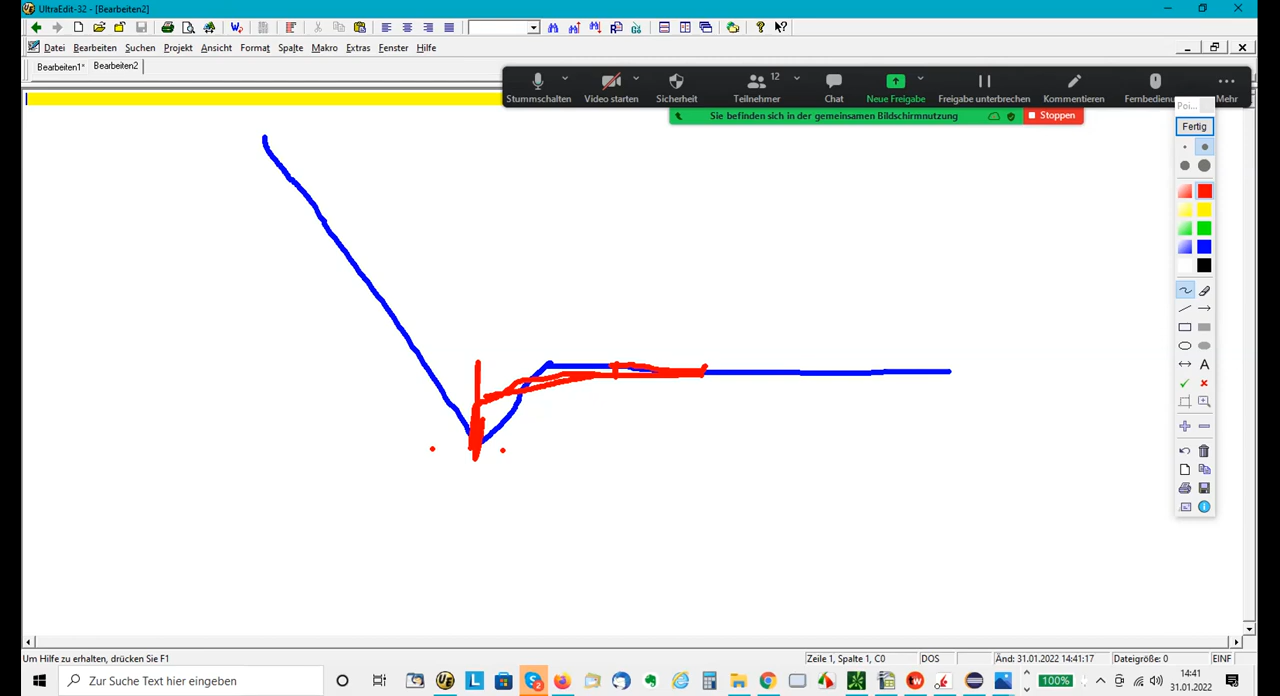 UltraEdit-32 - [Bearbeiten2]
Datei Bearbeiten Suchen Projekt Ansicht Format Spalte Makro Extras Fenster Hilfe
Bearbeiten1* Bearbeiten2
12
Stummschalten Video starten Sicherheit Teilnehmer Chat Neue Freigabe Freigabe unterbrechen Kommentieren Fernbedienu Mehr
Sie befinden sich in der gemeinsamen Bildschirmnutzung Stoppen
Poi...
Fertig
A
Um Hilfe zu erhalten, drücken Sie F1 Zeile 1, Spalte 1, C0 DOS Änd: 31.01.2022 14:41:17 Dateigröße: 0 EINF
Zur Suche Text hier eingeben 100% 14:41
31.01.2022